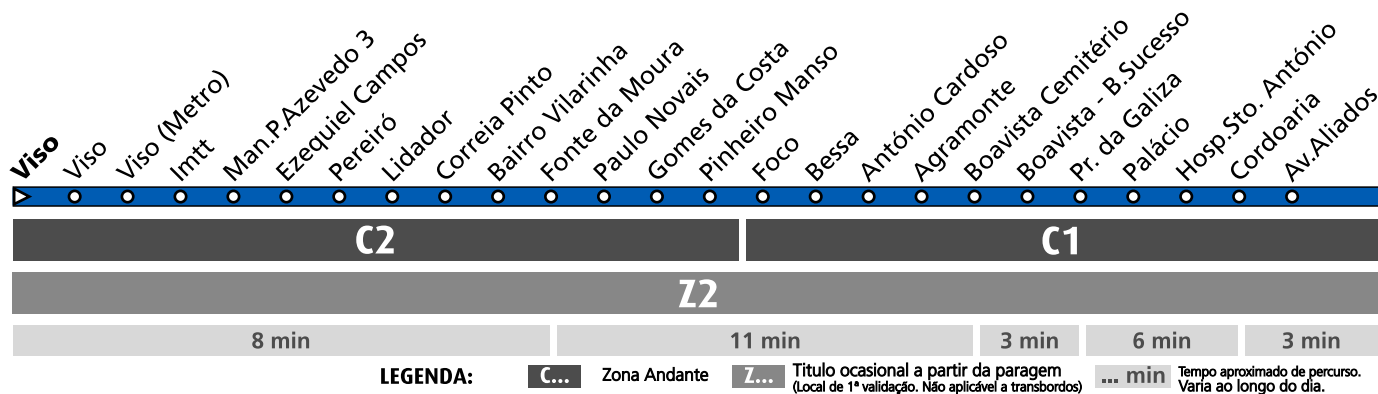 Viso
Viso
Viso (Metro)
Imtt
Man.P.Azevedo 3
Ezequiel Campos
Pereiró
Lidador
Correia Pinto
Bairro Vilarinha
Fonte da Moura
Paulo Novais
Gomes da Costa
Pinheiro Manso
Foco
Bessa
António Cardoso
Agramonte
Boavista Cemitério
Boavista - B.Sucesso
Pr. da Galiza
Palácio
Hosp.Sto. António
Cordoaria
Av.Aliados
C2
C1
Z2
8 min
11 min
3 min
6 min
3 min
LEGENDA:
C...
Zona Andante
Z...
Titulo ocasional a partir da paragem
(Local de 1ª validação. Não aplicável a transbordos)
... min
Tempo aproximado de percurso.
Varia ao longo do dia.